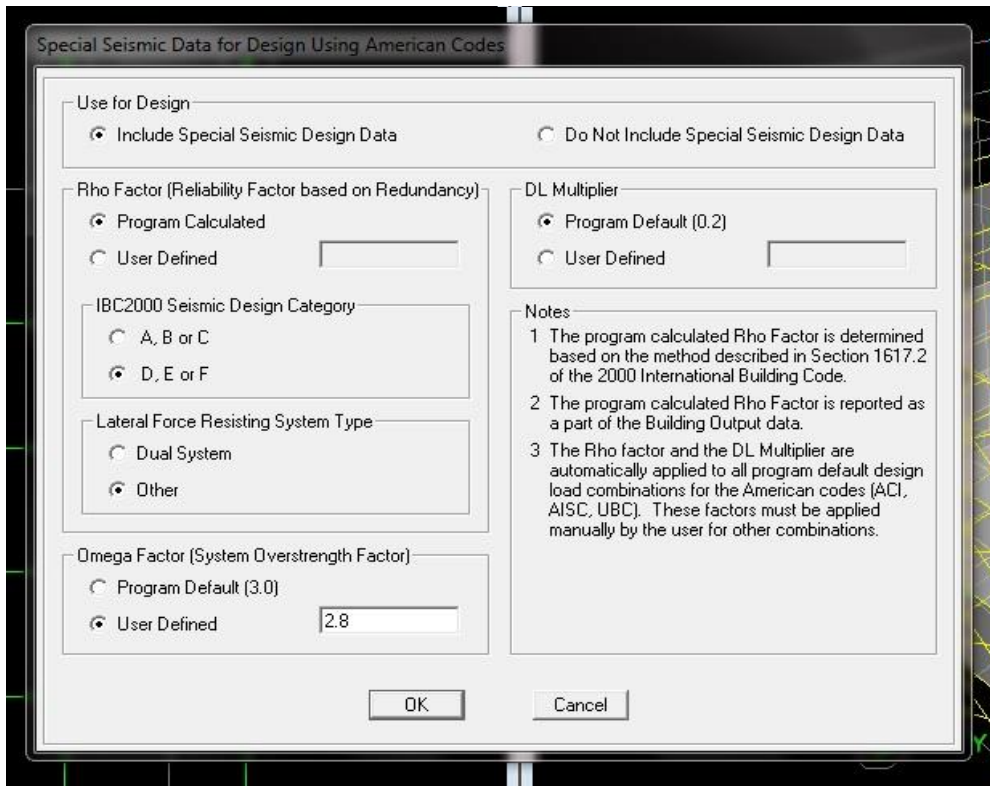 Special Seismic Data for Design Using American Codes
Use for Design
Include Special Seismic Design Data
Do Not Include Special Seismic Design Data
Rho Factor (Reliability Factor based on Redundancy)
Program Calculated
User Defined
IBC2000 Seismic Design Category
A, B or C
D, E or F
Lateral Force Resisting System Type
Dual System
Other
Omega Factor (System Overstrength Factor)
Program Default (3.0)
User Defined
2.8
DL Multiplier
Program Default (0.2)
User Defined
Notes
1 The program calculated Rho Factor is determined
based on the method described in Section 1617.2
of the 2000 International Building Code.
2 The program calculated Rho Factor is reported as
a part of the Building Output data.
3 The Rho factor and the DL Multiplier are
automatically applied to all program default design
load combinations for the American codes (ACI,
AISC, UBC). These factors must be applied
manually by the user for other combinations.
OK
Cancel
Y